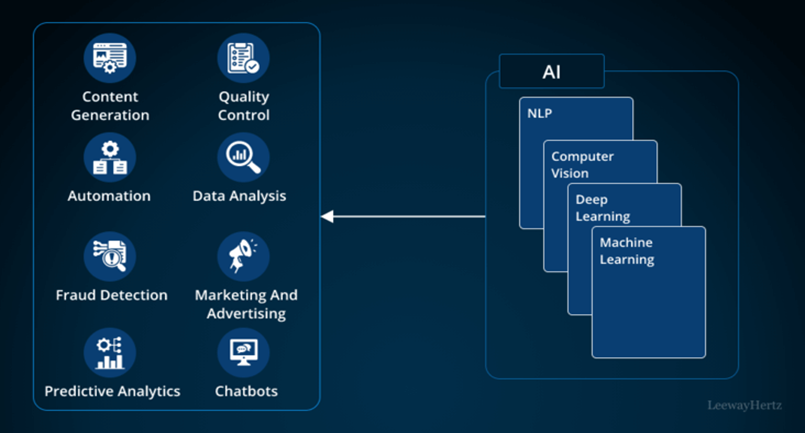 Content
Generation
Quality
Control
Automation
Data Analysis
Fraud Detection
Marketing And
Advertising
Predictive Analytics
Chatbots
AI
NLP
Computer
Vision
Deep
Learning
Machine
Learning
LeewayHertz